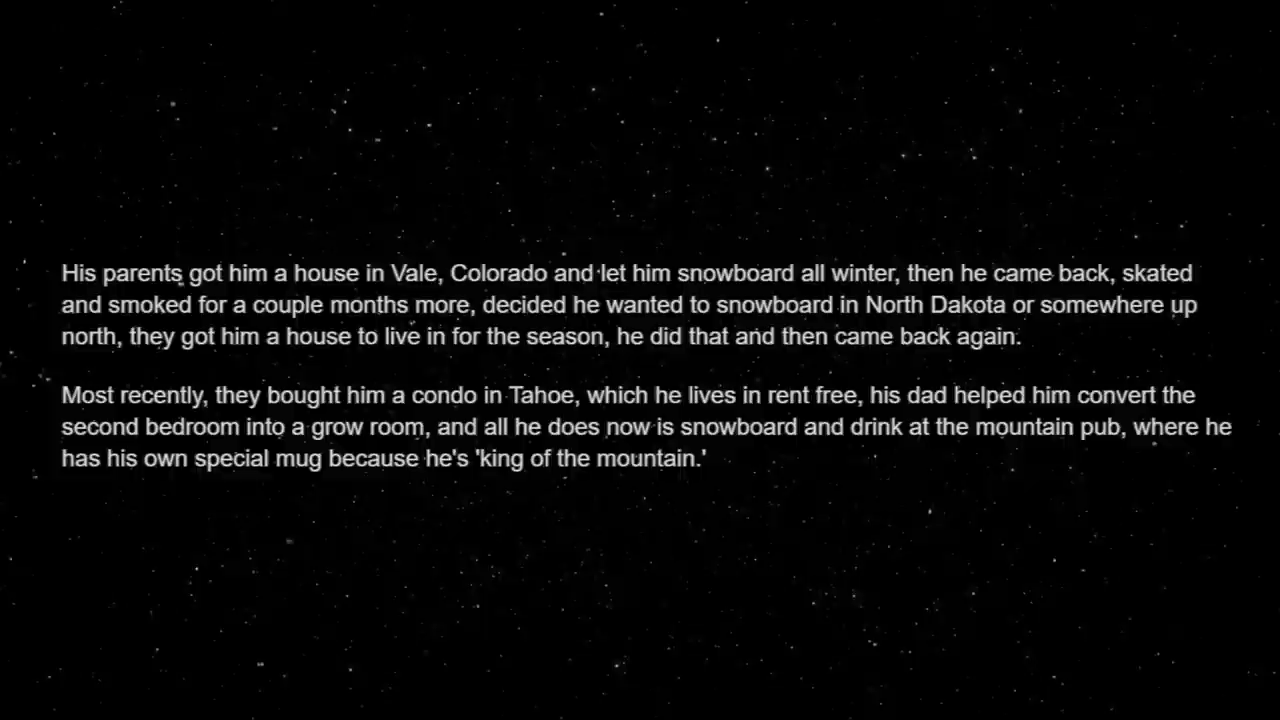 His parents got him a house in Vale, Colorado and let him snowboard all winter, then he came back, skated
and smoked for a couple months more, decided he wanted to snowboard in North Dakota or somewhere up
north, they got him a house to live in for the season, he did that and then came back again.
Most recently, they bought him a condo in Tahoe, which he lives in rent free, his dad helped him convert the
second bedroom into a grow room, and all he does now is snowboard and drink at the mountain pub, where he
has his own special mug because he's 'king of the mountain.'